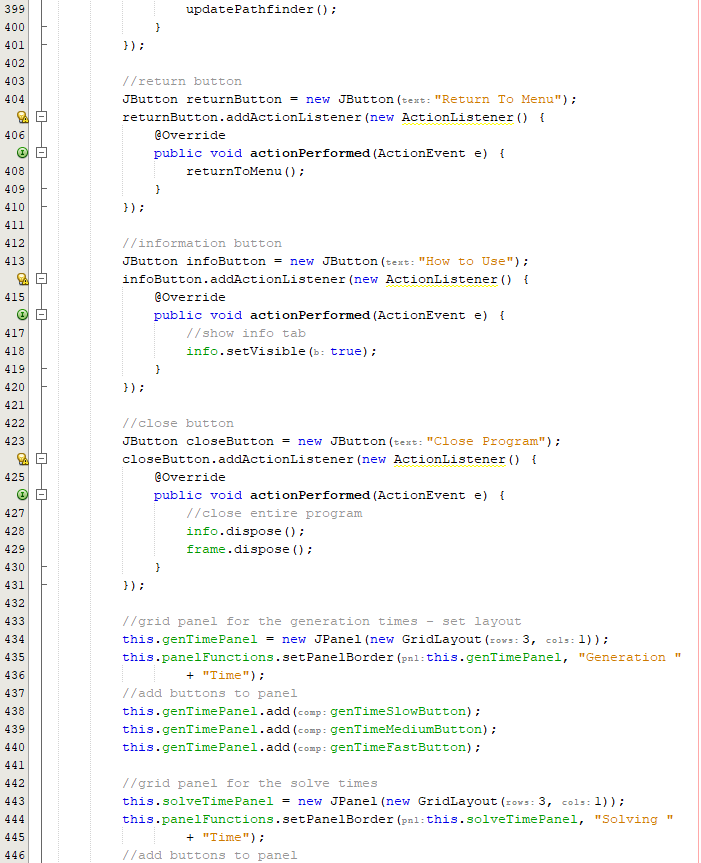 399 updatePathfinder();
400 }
401 });
402
403 //return button
404 JButton returnButton = new JButton(text: "Return To Menu");
returnButton.addActionListener(new ActionListener() {
406 @Override
public void actionPerformed(ActionEvent e) {
408 returnToMenu();
409 }
410 });
411
412 //information button
413 JButton infoButton = new JButton(text: "How to Use");
infoButton.addActionListener(new ActionListener() {
415 @Override
public void actionPerformed(ActionEvent e) {
417 //show info tab
418 info.setVisible(b: true);
419 }
420 });
421
422 //close button
423 JButton closeButton = new JButton(text: "Close Program");
closeButton.addActionListener(new ActionListener() {
425 @Override
public void actionPerformed(ActionEvent e) {
427 //close entire program
428 info.dispose();
429 frame.dispose();
430 }
431 });
432
433 //grid panel for the generation times - set layout
434 this.genTimePanel = new JPanel(new GridLayout(rows: 3, cols: 1));
435 this.panelFunctions.setPanelBorder(pnl: this.genTimePanel, "Generation "
436 + "Time");
437 //add buttons to panel
438 this.genTimePanel.add(comp: genTimeSlowButton);
439 this.genTimePanel.add(comp: genTimeMediumButton);
440 this.genTimePanel.add(comp: genTimeFastButton);
441
442 //grid panel for the solve times
443 this.solveTimePanel = new JPanel(new GridLayout(rows: 3, cols: 1));
444 this.panelFunctions.setPanelBorder(pnl: this.solveTimePanel, "Solving "
445 + "Time");
446 //add buttons to panel